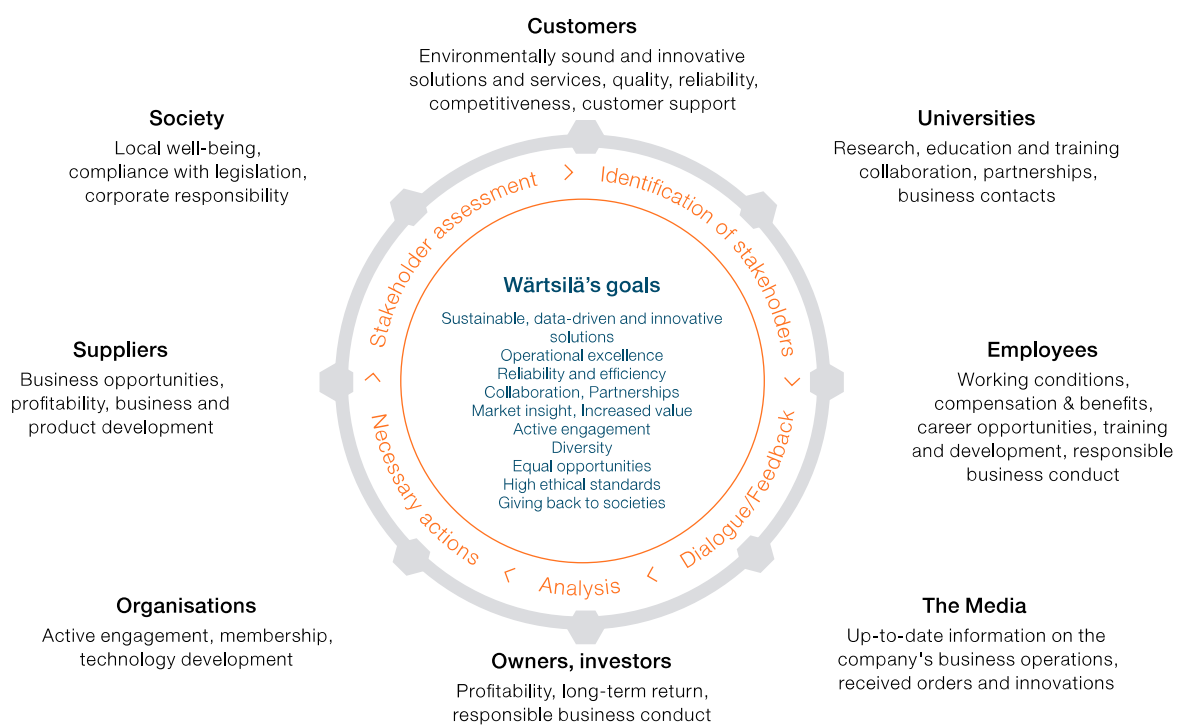 Customers
Environmentally sound and innovative
solutions and services, quality, reliability,
competitiveness, customer support
Society
Local well-being,
compliance with legislation,
corporate responsibility
Universities
Research, education and training
collaboration, partnerships,
business contacts
Stakeholder assessment
>
Identification of stakeholders
>
Dialogue/Feedback
>
Analysis
>
Necessary actions
>
Wärtsilä’s goals
Sustainable, data-driven and innovative
solutions
Operational excellence
Reliability and efficiency
Collaboration, Partnerships
Market insight, Increased value
Active engagement
Diversity
Equal opportunities
High ethical standards
Giving back to societies
Suppliers
Business opportunities,
profitability, business and
product development
Employees
Working conditions,
compensation & benefits,
career opportunities, training
and development, responsible
business conduct
Organisations
Active engagement, membership,
technology development
Owners, investors
Profitability, long-term return,
responsible business conduct
The Media
Up-to-date information on the
company's business operations,
received orders and innovations